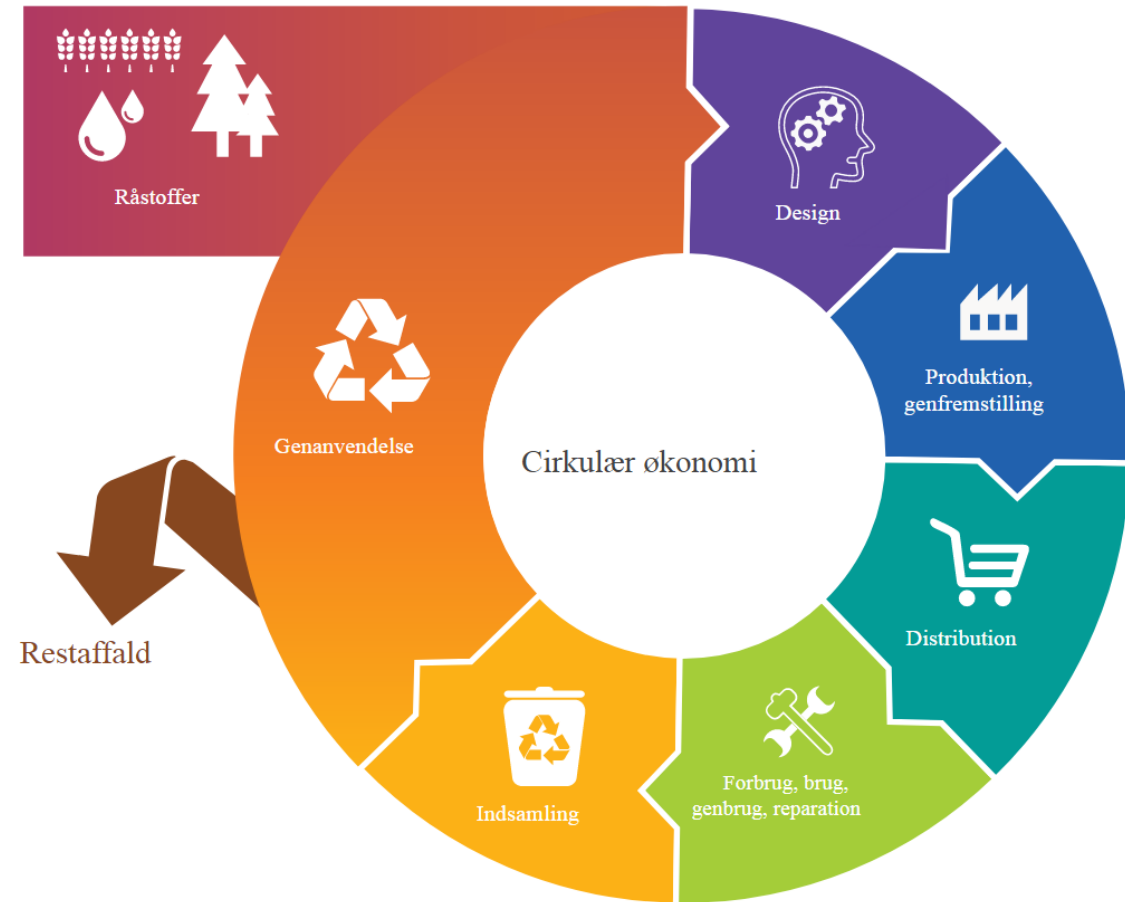 Råstoffer
Design
Produktion,
genfremstilling
Distribution
Forbrug, brug,
genbrug, reparation
Indsamling
Genanvendelse
Restaffald
Cirkulær økonomi